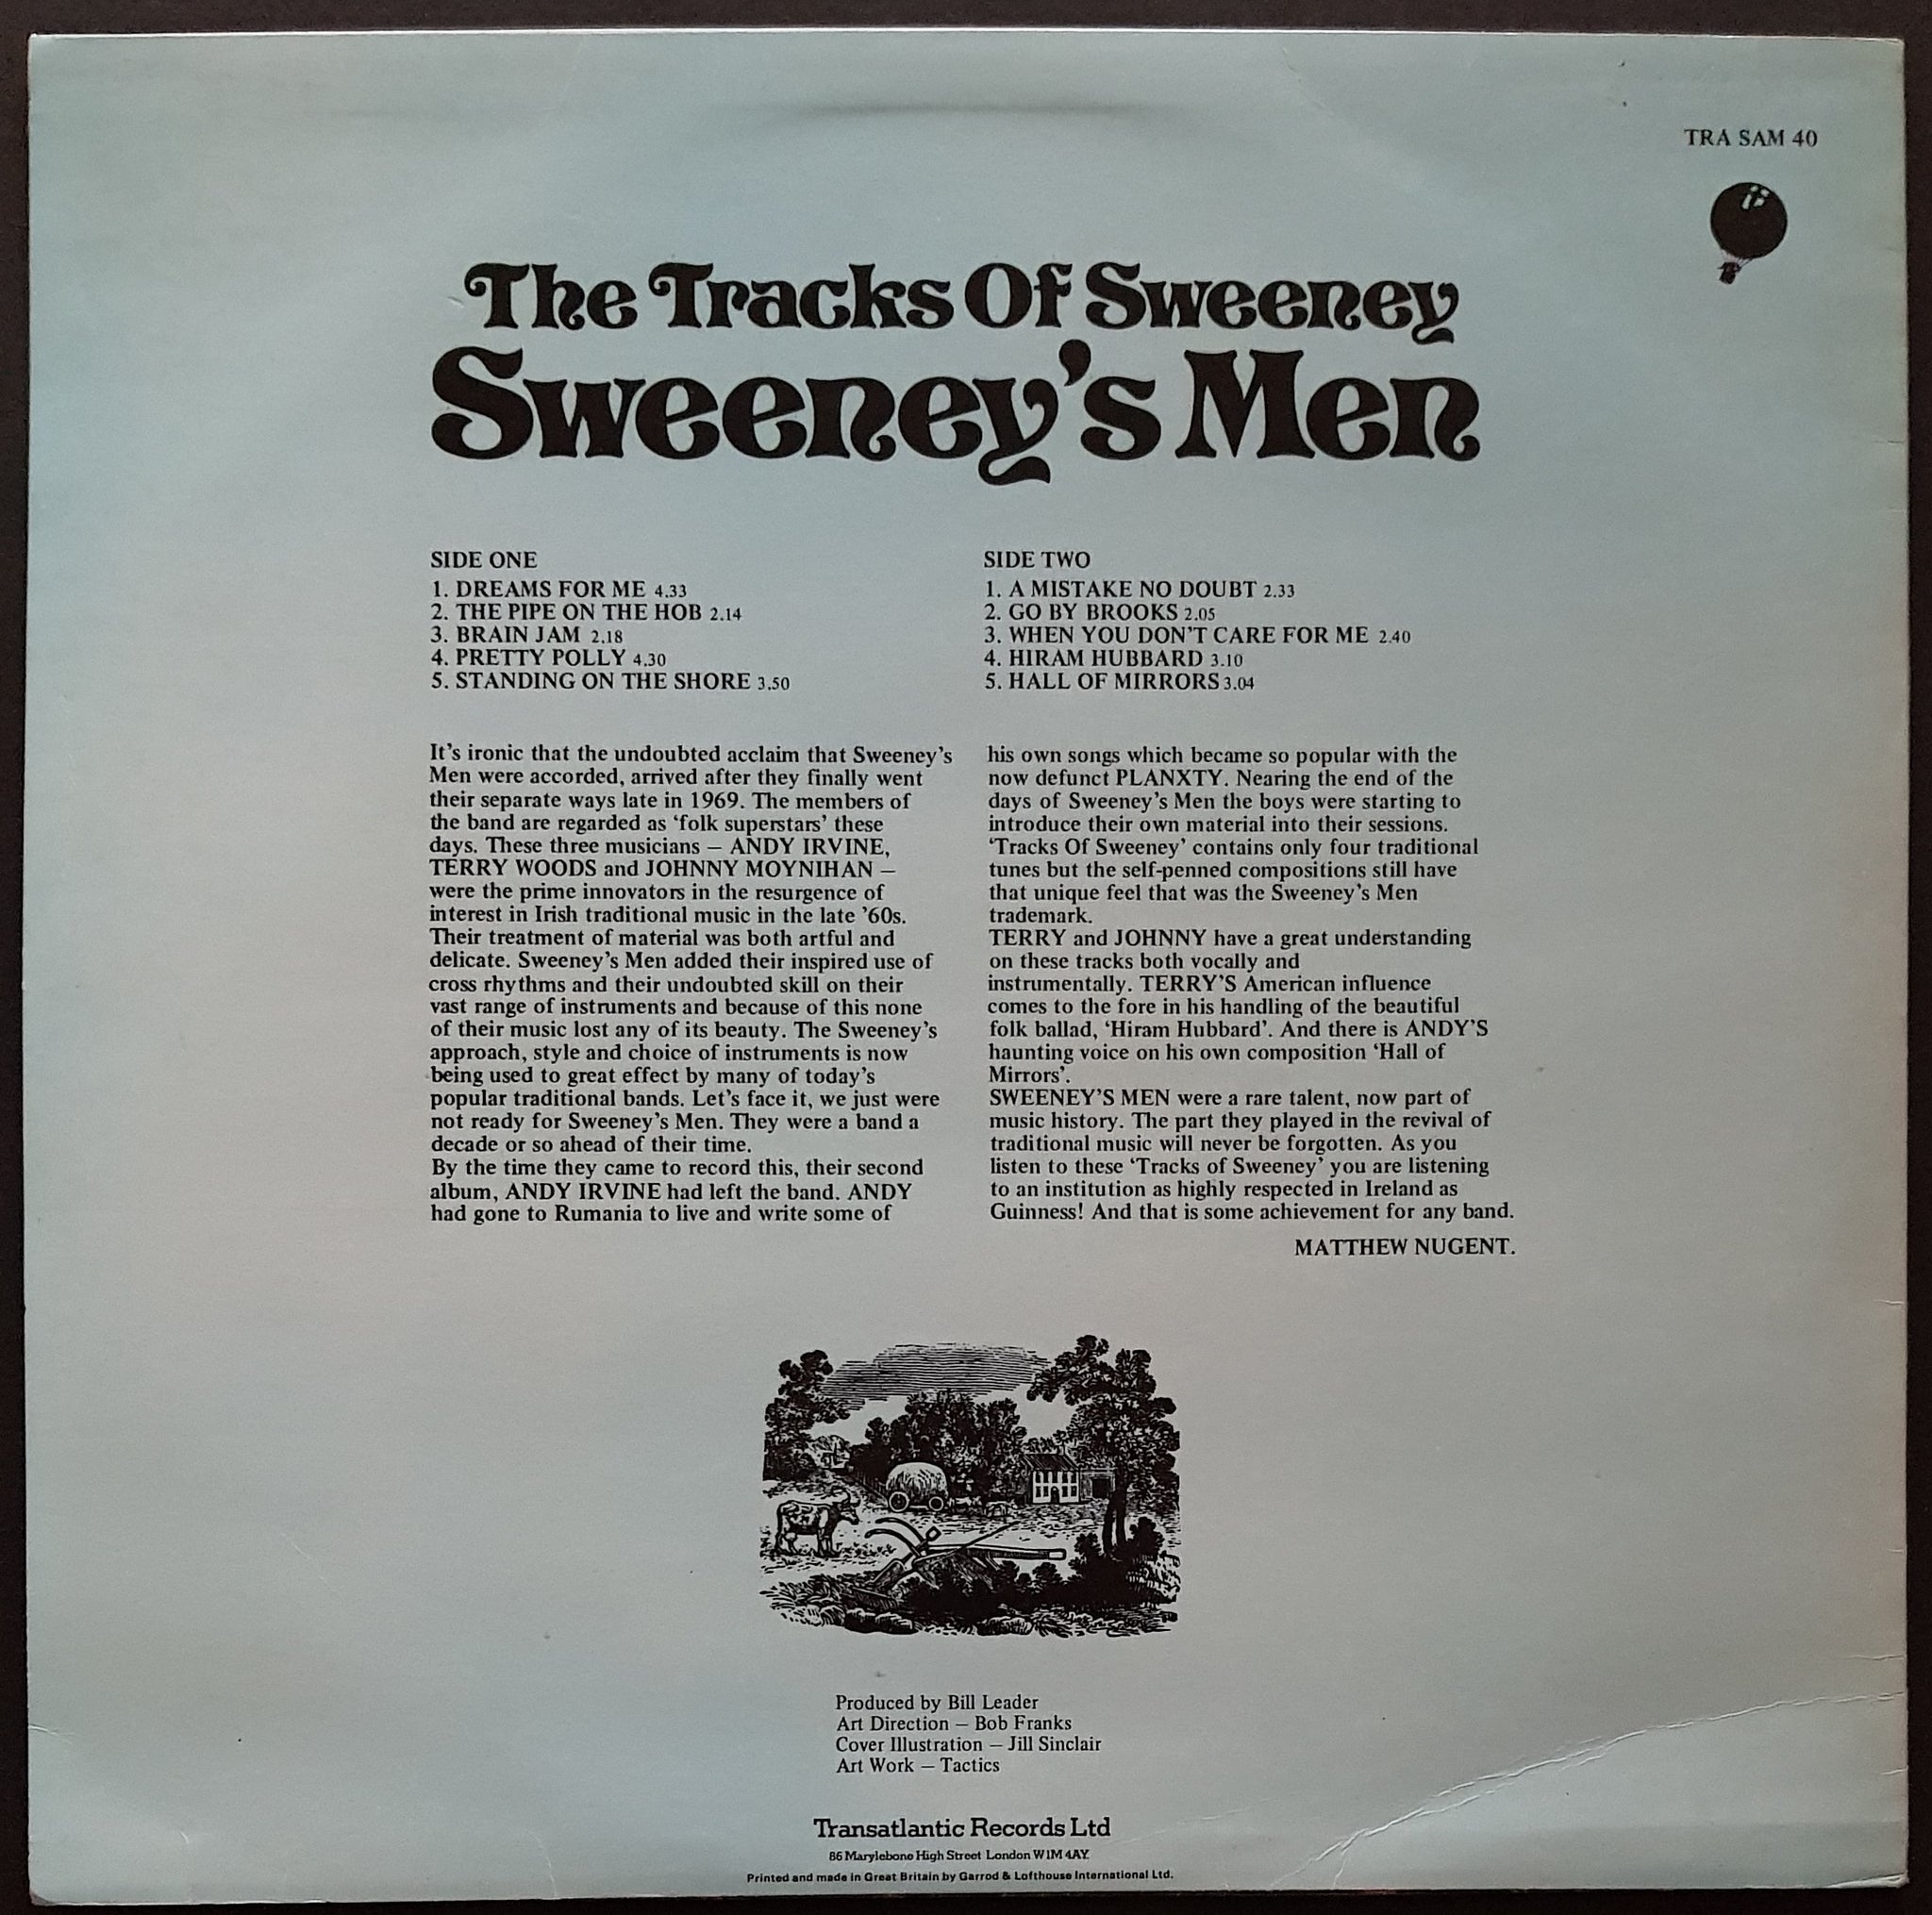 TRA SAM 40
The Tracks Of Sweeney
Sweeney's Men
SIDE ONE
1. DREAMS FOR ME 4.33
2. THE PIPE ON THE HOB 2.14
3. BRAIN JAM 2.18
4. PRETTY POLLY 4.30
5. STANDING ON THE SHORE 3.50
SIDE TWO
1. A MISTAKE NO DOUBT 2.33
2. GO BY BROOKS 2.05
3. WHEN YOU DON'T CARE FOR ME 2.40
4. HIRAM HUBBARD 3.10
5. HALL OF MIRRORS 3.04
It's ironic that the undoubted acclaim that Sweeney's
Men were accorded, arrived after they finally went
their separate ways late in 1969. The members of
the band are regarded as 'folk superstars' these
days. These three musicians – ANDY IRVINE,
TERRY WOODS and JOHNNY MOYNIHAN –
were the prime innovators in the resurgence of
interest in Irish traditional music in the late '60s.
Their treatment of material was both artful and
delicate. Sweeney's Men added their inspired use of
cross rhythms and their undoubted skill on their
vast range of instruments and because of this none
of their music lost any of its beauty. The Sweeney's
approach, style and choice of instruments is now
being used to great effect by many of today's
popular traditional bands. Let's face it, we just were
not ready for Sweeney's Men. They were a band a
decade or so ahead of their time.
By the time they came to record this, their second
album, ANDY IRVINE had left the band. ANDY
had gone to Rumania to live and write some of
his own songs which became so popular with the
now defunct PLANXTY. Nearing the end of the
days of Sweeney's Men the boys were starting to
introduce their own material into their sessions.
'Tracks Of Sweeney' contains only four traditional
tunes but the self-penned compositions still have
that unique feel that was the Sweeney's Men
trademark.
TERRY and JOHNNY have a great understanding
on these tracks both vocally and
instrumentally. TERRY'S American influence
comes to the fore in his handling of the beautiful
folk ballad, 'Hiram Hubbard'. And there is ANDY'S
haunting voice on his own composition 'Hall of
Mirrors'.
SWEENEY'S MEN were a rare talent, now part of
music history. The part they played in the revival of
traditional music will never be forgotten. As you
listen to these 'Tracks of Sweeney' you are listening
to an institution as highly respected in Ireland as
Guinness! And that is some achievement for any band.
MATTHEW NUGENT.
Produced by Bill Leader
Art Direction – Bob Franks
Cover Illustration – Jill Sinclair
Art Work – Tactics
Transatlantic Records Ltd
86 Marylebone High Street London W1M 4AY
Printed and made in Great Britain by Garrod & Lofthouse International Ltd.